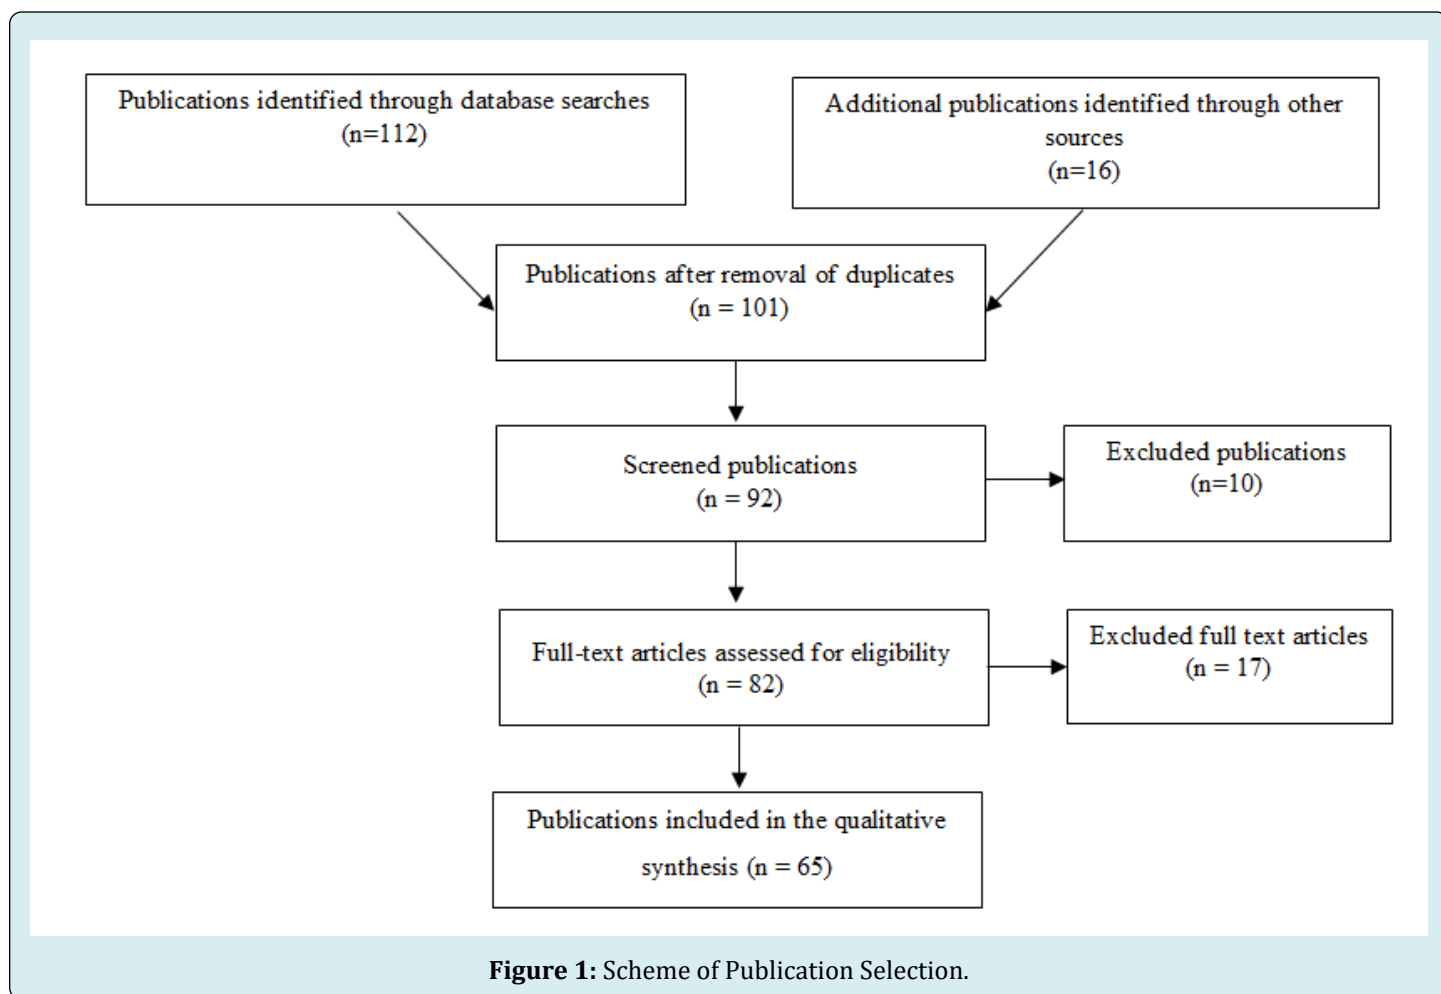 Publications identified through database searches
(n=112)
Additional publications identified through other
sources
(n=16)
Publications after removal of duplicates
(n = 101)
Screened publications
(n = 92)
Excluded publications
(n=10)
Full-text articles assessed for eligibility
(n = 82)
Excluded full text articles
(n = 17)
Publications included in the qualitative
synthesis (n = 65)
Figure 1: Scheme of Publication Selection.